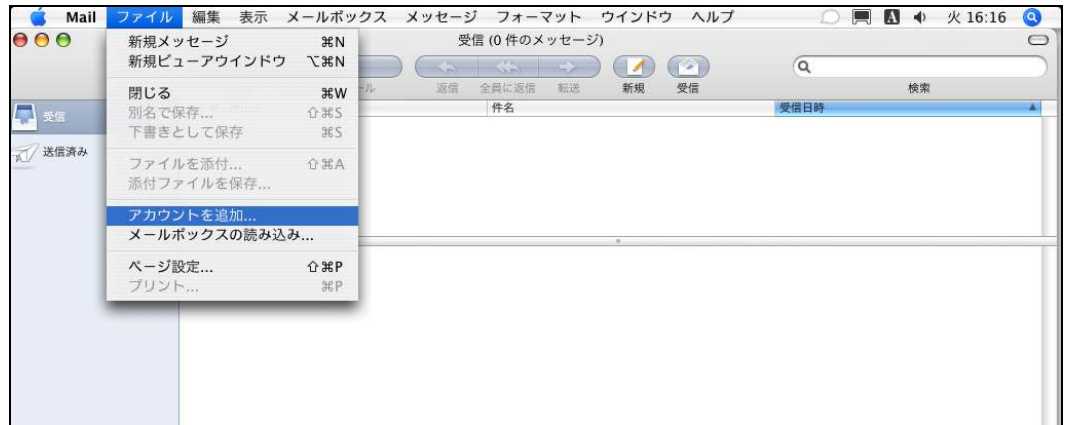 Mail ファイル 編集 表示 メールボックス メッセージ フォーマット ウインドウ ヘルプ A 火 16:16
受信 (0 件のメッセージ)
新規メッセージ ⌘N
新規ビューアウインドウ ⌥⌘N
閉じる ⌘W
別名で保存... ⇧⌘S
下書きとして保存 ⌘S
ファイルを添付... ⇧⌘A
添付ファイルを保存...
アカウントを追加...
メールボックスの読み込み...
ページ設定... ⇧⌘P
プリント... ⌘P
ール 返信 全員に返信 転送 新規 受信 検索
件名 受信日時
受信
送信済み